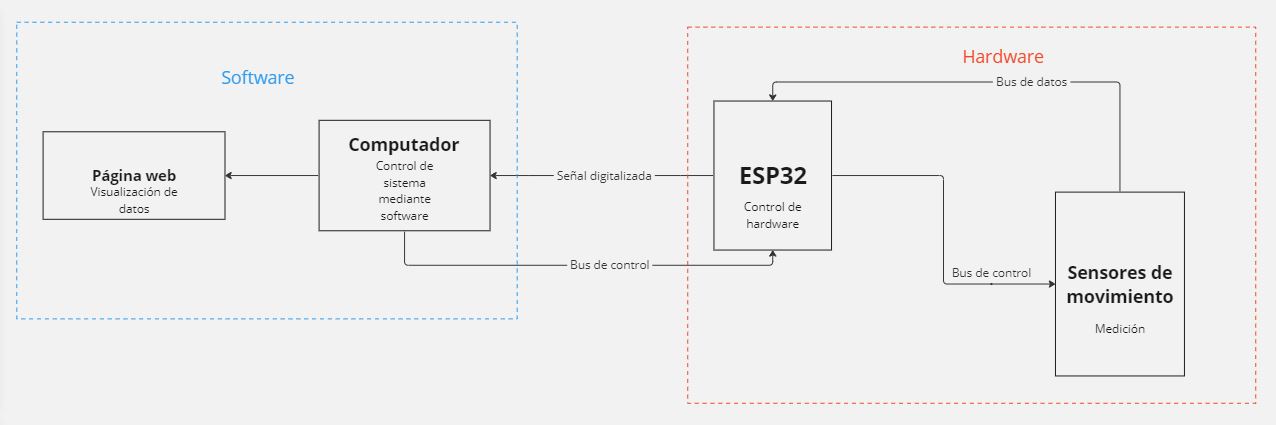 Software
Hardware
Bus de datos
Página web
Visualización de
datos
Computador
Control de
sistema
mediante
software
Señal digitalizada
ESP32
Control de
hardware
Bus de control
Bus de control
Sensores de
movimiento
Medición